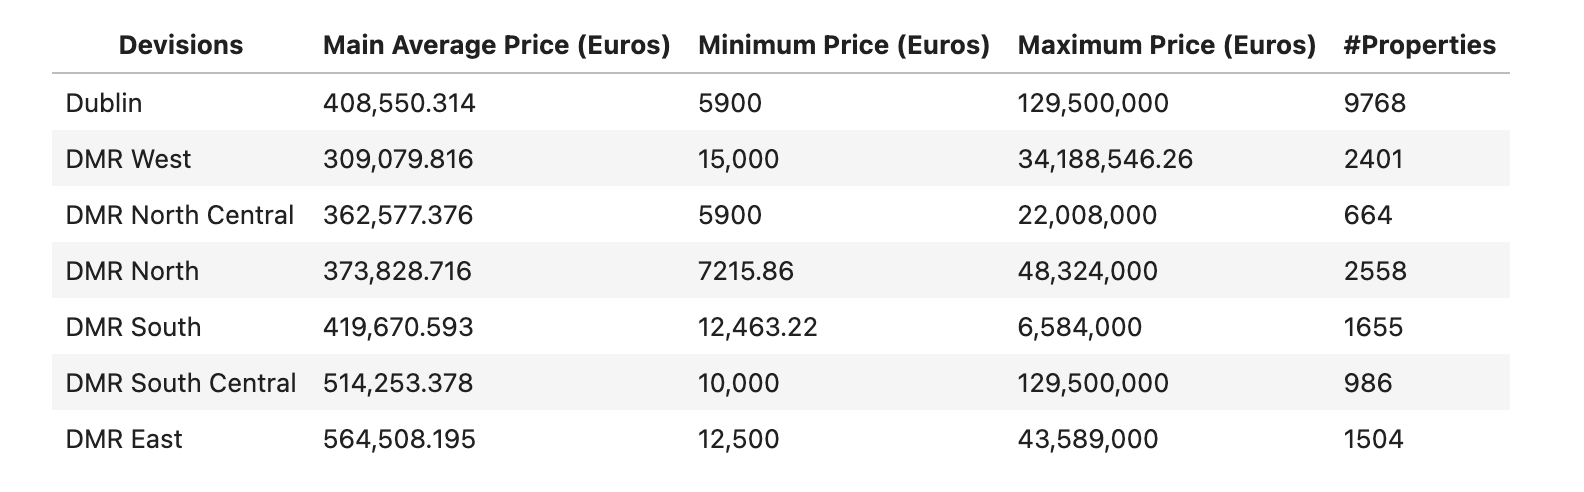 Devisions Main Average Price (Euros) Minimum Price (Euros) Maximum Price (Euros) #Properties
Dublin 408,550.314 5900 129,500,000 9768
DMR West 309,079.816 15,000 34,188,546.26 2401
DMR North Central 362,577.376 5900 22,008,000 664
DMR North 373,828.716 7215.86 48,324,000 2558
DMR South 419,670.593 12,463.22 6,584,000 1655
DMR South Central 514,253.378 10,000 129,500,000 986
DMR East 564,508.195 12,500 43,589,000 1504